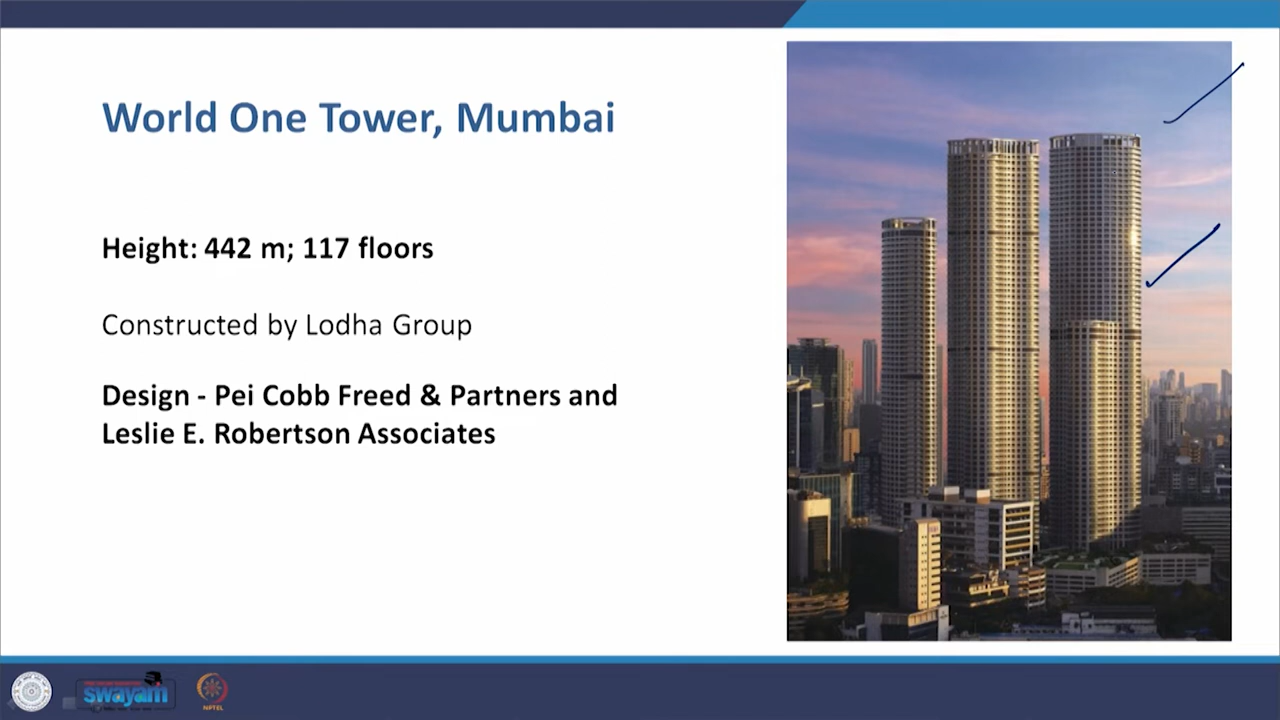 World One Tower, Mumbai
Height: 442 m; 117 floors
Constructed by Lodha Group
Design - Pei Cobb Freed & Partners and
Leslie E. Robertson Associates
swayam
NPTEL